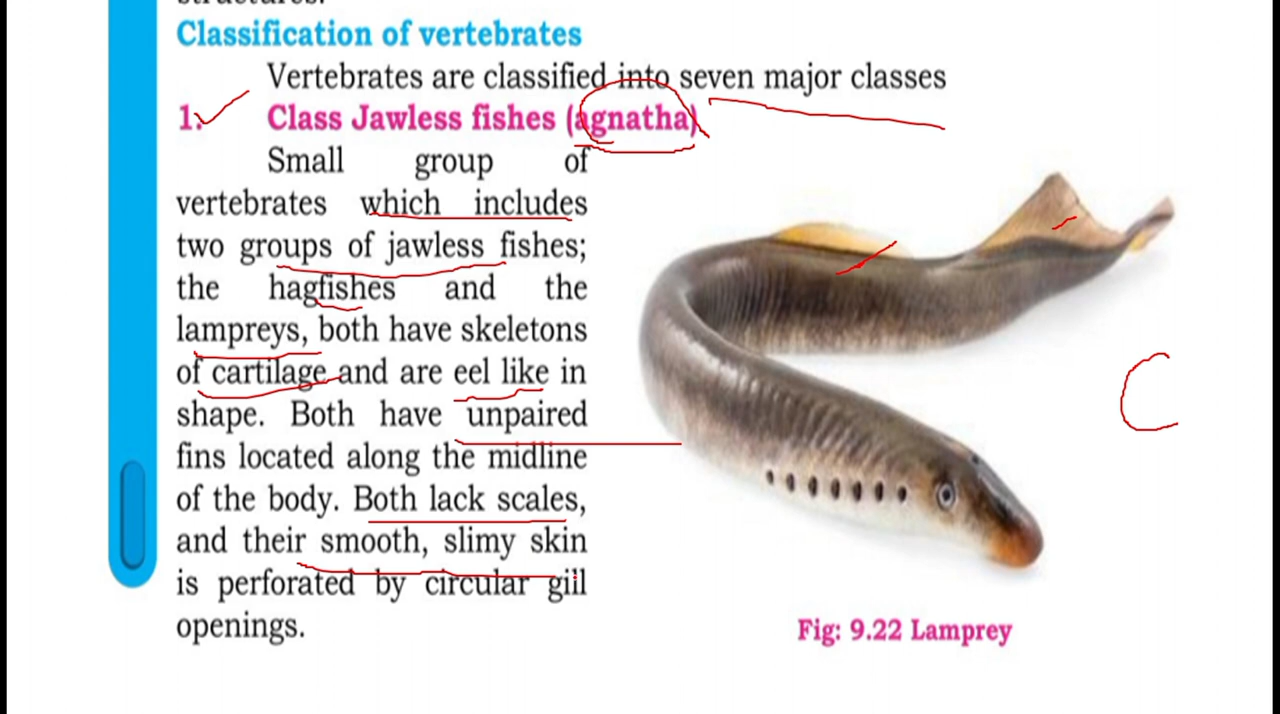 Classification of vertebrates
Vertebrates are classified into seven major classes
1. Class Jawless fishes (agnatha)
Small group of
vertebrates which includes
two groups of jawless fishes;
the hagfishes and the
lampreys, both have skeletons
of cartilage and are eel like in
shape. Both have unpaired
fins located along the midline
of the body. Both lack scales,
and their smooth, slimy skin
is perforated by circular gill
openings.
Fig: 9.22 Lamprey